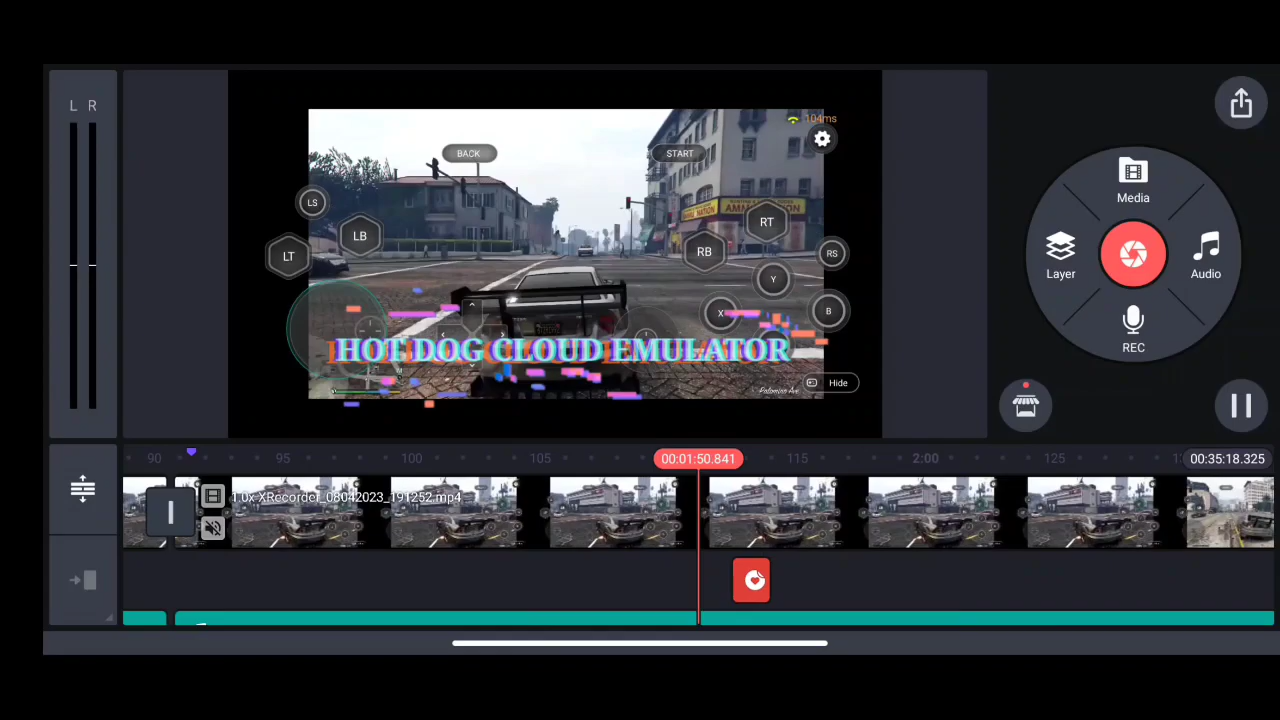 L R
104ms
BACK
START
LS
LB
LT
RT
RB
RS
Y
X
B
HOT DOG CLOUD EMULATOR
Hide
Palomino Ave
Media
Layer
Audio
REC
90
95
100
105
00:01:50.841
115
2:00
125
00:35:18.325
1.0x XRecorder_08042023_191252.mp4